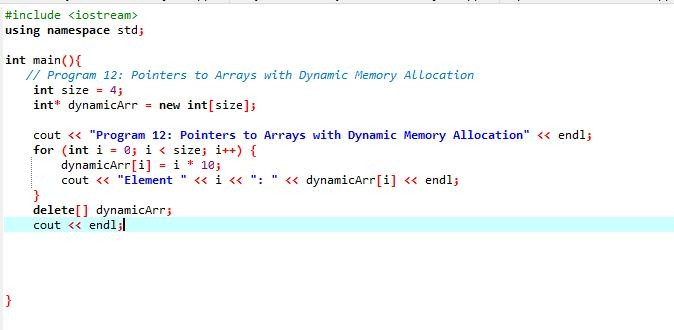 #include <iostream>
using namespace std;
int main(){
// Program 12: Pointers to Arrays with Dynamic Memory Allocation
int size = 4;
int* dynamicArr = new int[size];
cout << "Program 12: Pointers to Arrays with Dynamic Memory Allocation" << endl;
for (int i = 0; i < size; i++) {
dynamicArr[i] = i * 10;
cout << "Element " << i << ": " << dynamicArr[i] << endl;
}
delete[] dynamicArr;
cout << endl;
}